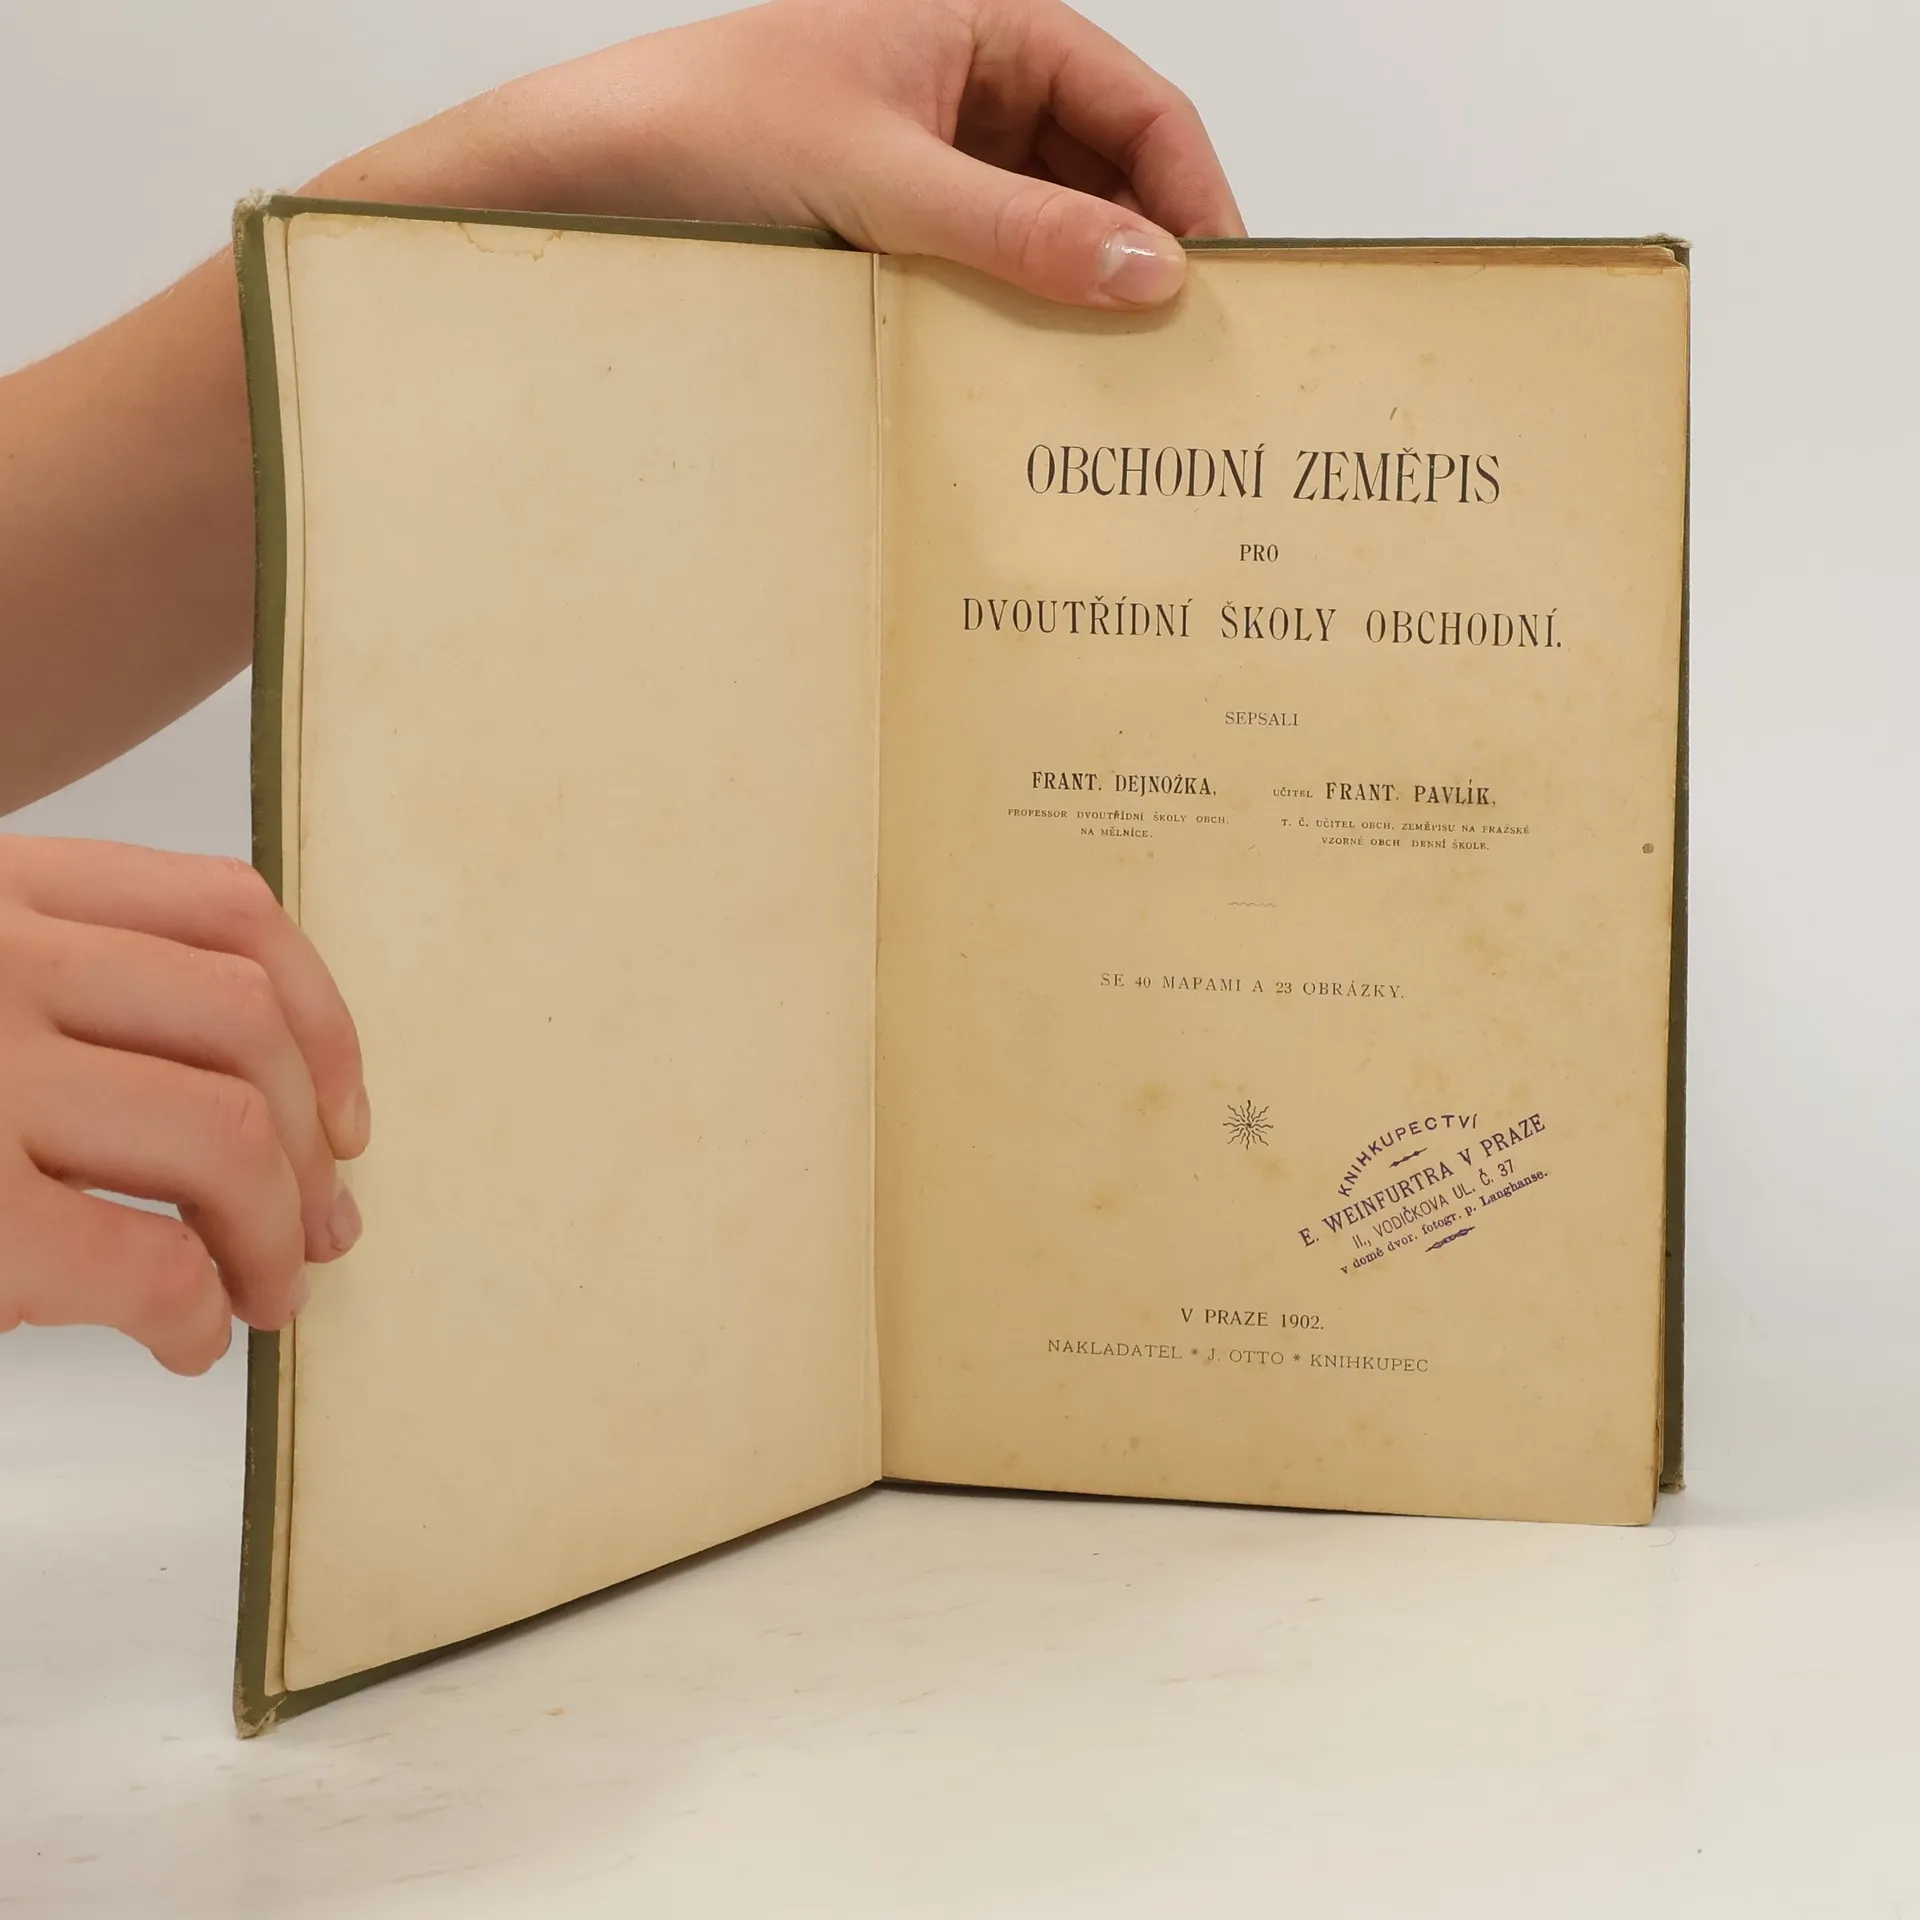 OBCHODNÍ ZEMĚPIS
PRO
DVOUTŘÍDNÍ ŠKOLY OBCHODNÍ.
SEPSALI
FRANT. DEJNOŽKA,
PROFESSOR DVOUTŘÍDNÍ ŠKOLY OBCH.
NA MĚLNÍCE.
UČITEL FRANT. PAVLÍK,
T. Č. UČITEL OBCH. ZEMĚPISU NA PRAŽSKÉ
VZORNÉ OBCH. DENNÍ ŠKOLE.
SE 40 MAPAMI A 23 OBRÁZKY.
KNIHKUPECTVÍ
E. WEINFURTRA V PRAZE
II., VODIČKOVA UL. Č. 37
v domě dvor. fotogr. p. Langhanse.
V PRAZE 1902.
NAKLADATEL * J. OTTO * KNIHKUPEC